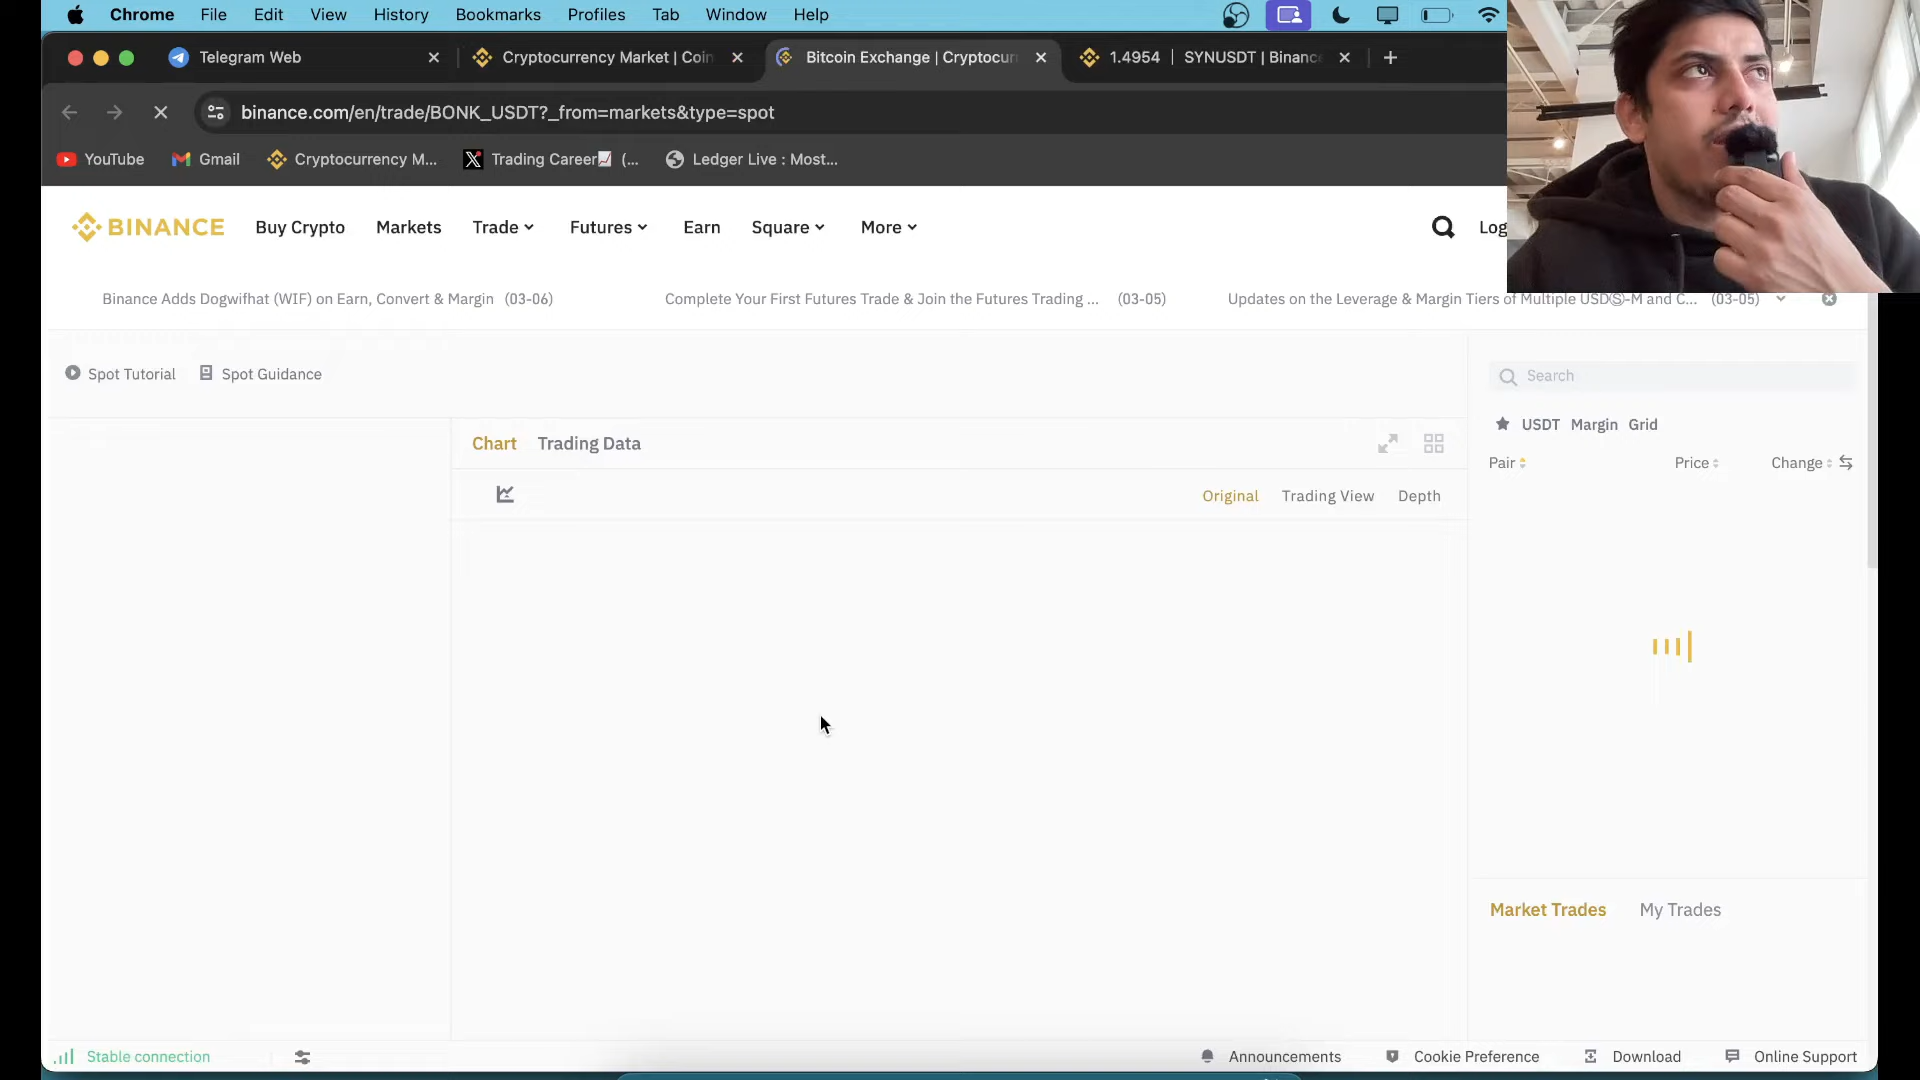 Chrome File Edit View History Bookmarks Profiles Tab Window Help
Telegram Web
Cryptocurrency Market | Coin
Bitcoin Exchange | Cryptocurr
1.4954 | SYNUSDT | Binance
binance.com/en/trade/BONK_USDT?_from=markets&type=spot
YouTube Gmail Cryptocurrency M... Trading Career (... Ledger Live : Most...
BINANCE Buy Crypto Markets Trade Futures Earn Square More Log
Binance Adds Dogwifhat (WIF) on Earn, Convert & Margin (03-06)
Complete Your First Futures Trade & Join the Futures Trading ... (03-05)
Updates on the Leverage & Margin Tiers of Multiple USDⓈ-M and C... (03-05)
Spot Tutorial Spot Guidance
Search
USDT Margin Grid
Pair Price Change
Chart Trading Data
Original Trading View Depth
Market Trades My Trades
Stable connection
Announcements Cookie Preference Download Online Support